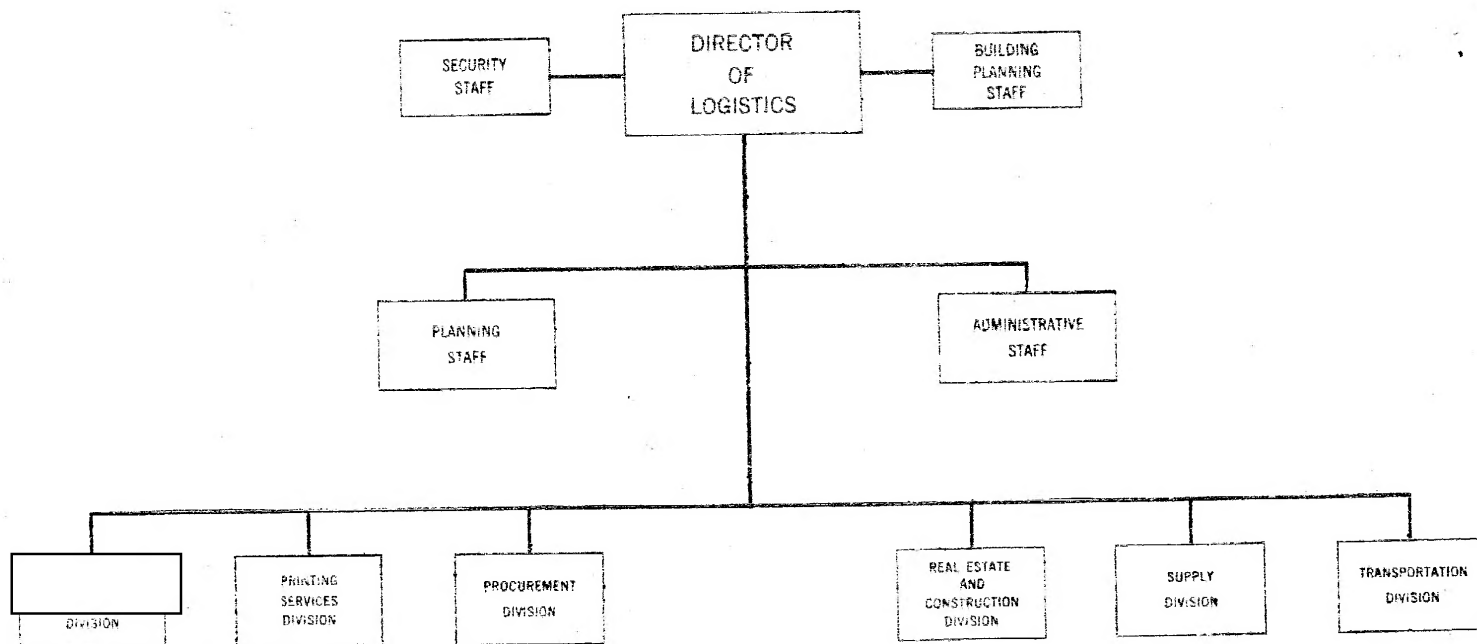 SECURITY
STAFF
DIRECTOR
OF
LOGISTICS
BUILDING
PLANNING
STAFF
PLANNING
STAFF
ADMINISTRATIVE
STAFF
DIVISION
PRINTING
SERVICES
DIVISION
PROCUREMENT
DIVISION
REAL ESTATE
AND
CONSTRUCTION
DIVISION
SUPPLY
DIVISION
TRANSPORTATION
DIVISION